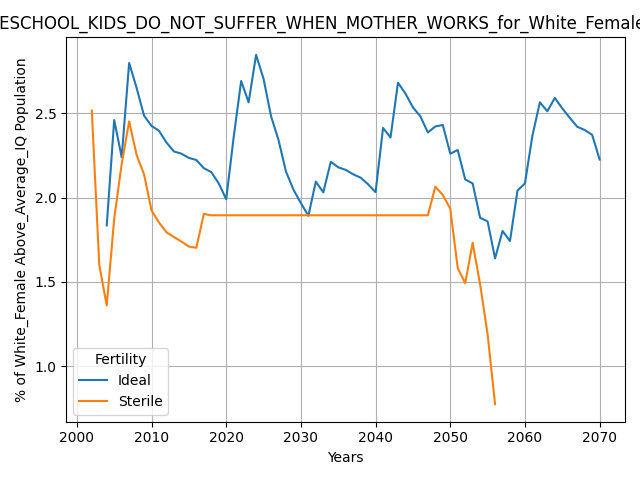 ESCHOOL_KIDS_DO_NOT_SUFFER_WHEN_MOTHER_WORKS_for_White_Female
% of White_Female Above_Average_IQ Population
2.5
2.0
1.5
1.0
Fertility
Ideal
Sterile
2000 2010 2020 2030 2040 2050 2060 2070
Years